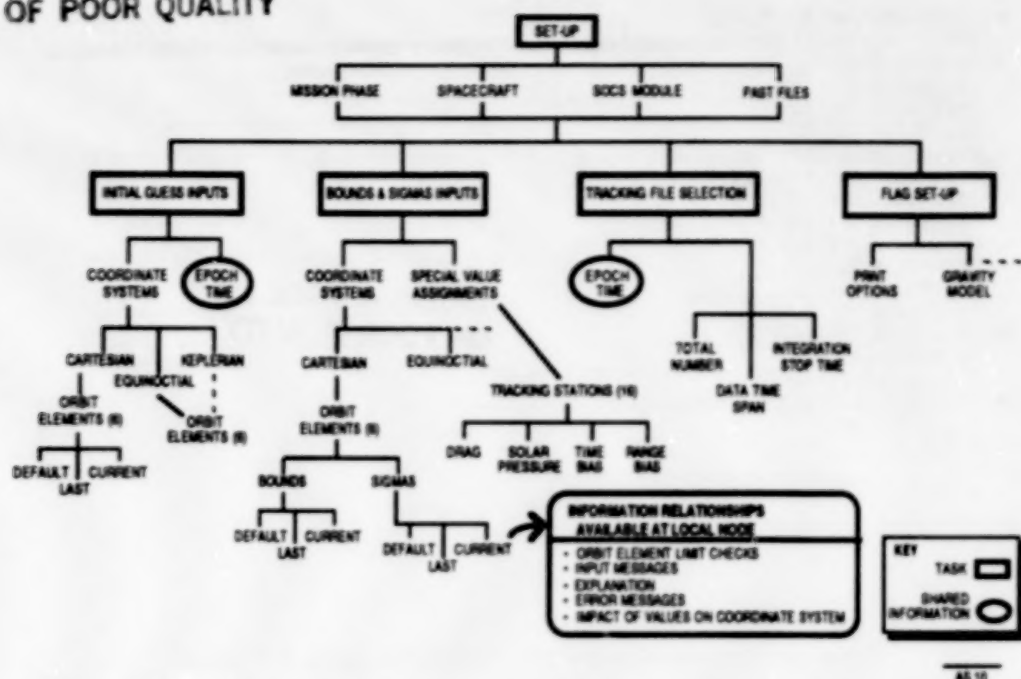 OF POOR QUALITY
SET-UP
MISSION PHASE
SPACECRAFT
SOCS MODULE
PAST FILES
INITIAL GUESS INPUTS
BOUNDS & SIGMAS INPUTS
TRACKING FILE SELECTION
FLAG SET-UP
COORDINATE
SYSTEMS
EPOCH
TIME
COORDINATE
SYSTEMS
SPECIAL VALUE
ASSIGNMENTS
EPOCH
TIME
PRINT
OPTIONS
GRAVITY
MODEL
CARTESIAN
EQUINOCTIAL
KEPLERIAN
CARTESIAN
EQUINOCTIAL
TOTAL
NUMBER
DATA TIME
SPAN
INTEGRATION
STOP TIME
ORBIT
ELEMENTS (6)
ORBIT
ELEMENTS (6)
ORBIT
ELEMENTS (6)
TRACKING STATIONS (16)
DRAG
SOLAR
PRESSURE
TIME
BIAS
RANGE
BIAS
DEFAULT
LAST
CURRENT
BOUNDS
SIGMAS
DEFAULT
LAST
CURRENT
DEFAULT
LAST
CURRENT
INFORMATION RELATIONSHIPS
AVAILABLE AT LOCAL NODE
• ORBIT ELEMENT LIMIT CHECKS
• INPUT MESSAGES
• EXPLANATION
• ERROR MESSAGES
• IMPACT OF VALUES ON COORDINATE SYSTEM
KEY
TASK
SHARED
INFORMATION